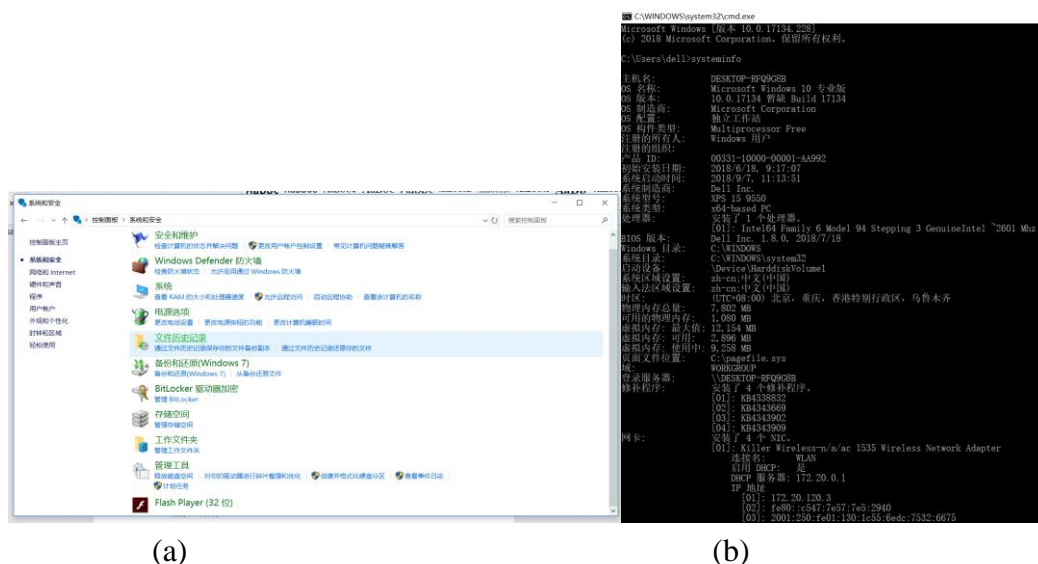 系统和安全
控制面板 > 系统和安全
搜索控制面板
控制面板主页
系统和安全
网络和 Internet
硬件和声音
程序
用户帐户
外观和个性化
时钟和区域
轻松使用
安全和维护
检查计算机的状态并解决问题 更改用户帐户控制设置 常见计算机问题疑难解答
Windows Defender 防火墙
检查防火墙状态 允许应用通过 Windows 防火墙
系统
查看 RAM 的大小和处理器速度 允许远程访问 启动远程协助 查看该计算机的名称
电源选项
更改电池设置 更改电源按钮的功能 更改计算机睡眠时间
文件历史记录
通过文件历史记录保存你的文件备份副本 通过文件历史记录还原你的文件
备份和还原(Windows 7)
备份和还原(Windows 7) 从备份还原文件
BitLocker 驱动器加密
管理 BitLocker
存储空间
管理存储空间
工作文件夹
管理工作文件夹
管理工具
释放磁盘空间 对你的驱动器进行碎片整理和优化 创建并格式化硬盘分区 查看事件日志
计划任务
Flash Player (32 位)
(a)
C:\WINDOWS\system32\cmd.exe
Microsoft Windows [版本 10.0.17134.228]
(c) 2018 Microsoft Corporation。保留所有权利。
C:\Users\dell>systeminfo
主机名: DESKTOP-RFQ9G8B
OS 名称: Microsoft Windows 10 专业版
OS 版本: 10.0.17134 暂缺 Build 17134
OS 制造商: Microsoft Corporation
OS 配置: 独立工作站
OS 构件类型: Multiprocessor Free
注册的所有人: Windows 用户
注册的组织:
产品 ID: 00331-10000-00001-AA992
初始安装日期: 2018/6/18, 9:17:07
系统启动时间: 2018/9/7, 11:13:51
系统制造商: Dell Inc.
系统型号: XPS 15 9550
系统类型: x64-based PC
处理器: 安装了 1 个处理器。
[01]: Intel64 Family 6 Model 94 Stepping 3 GenuineIntel ~2601 Mhz
BIOS 版本: Dell Inc. 1.8.0, 2018/7/18
Windows 目录: C:\WINDOWS
系统目录: C:\WINDOWS\system32
启动设备: \Device\HarddiskVolume1
系统区域设置: zh-cn;中文(中国)
输入法区域设置: zh-cn;中文(中国)
时区: (UTC+08:00) 北京，重庆，香港特别行政区，乌鲁木齐
物理内存总量: 7,802 MB
可用的物理内存: 1,080 MB
虚拟内存: 最大值: 12,154 MB
虚拟内存: 可用: 2,896 MB
虚拟内存: 使用中: 9,258 MB
页面文件位置: C:\pagefile.sys
域: WORKGROUP
登录服务器: \\DESKTOP-RFQ9G8B
修补程序: 安装了 4 个修补程序。
[01]: KB4338832
[02]: KB4343669
[03]: KB4343902
[04]: KB4343909
网卡: 安装了 4 个 NIC。
[01]: Killer Wireless-n/a/ac 1535 Wireless Network Adapter
连接名: WLAN
启用 DHCP: 是
DHCP 服务器: 172.20.0.1
IP 地址
[01]: 172.20.120.3
[02]: fe80::c547:7e57:7e5:2940
[03]: 2001:250:fe01:130:1c55:6edc:7532:6675
(b)